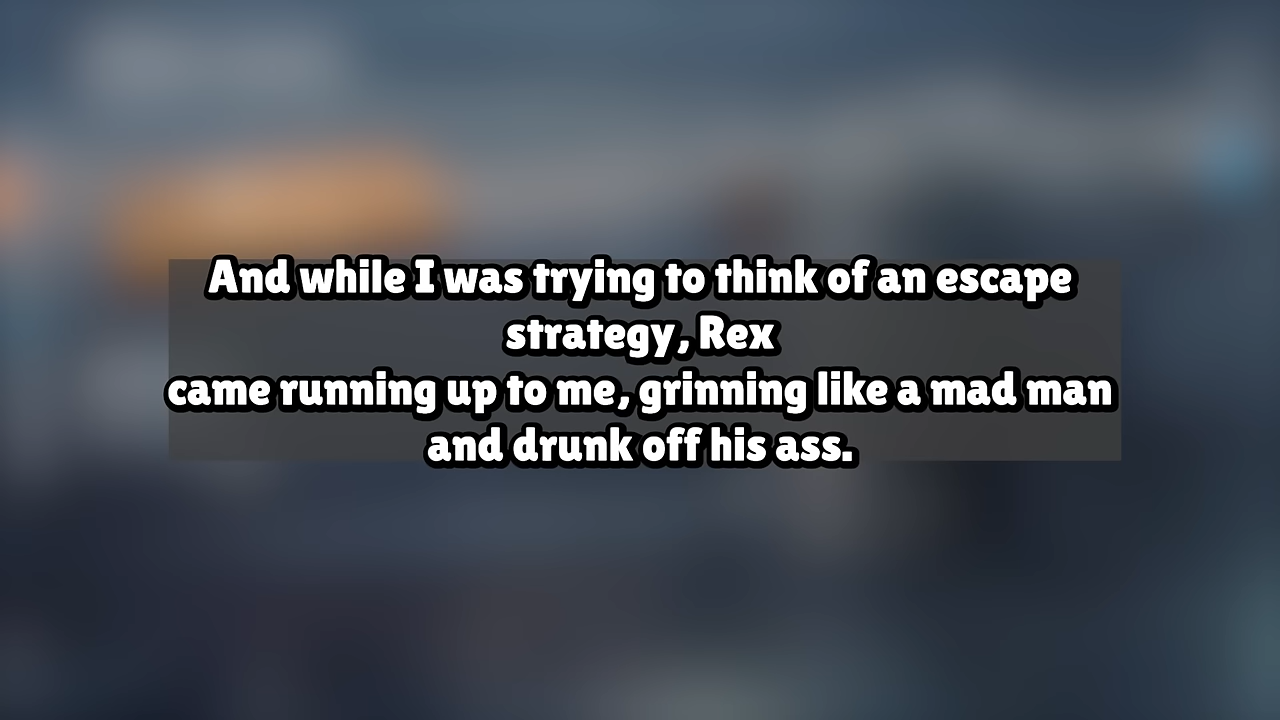 And while I was trying to think of an escape
strategy, Rex
came running up to me, grinning like a mad man
and drunk off his ass.